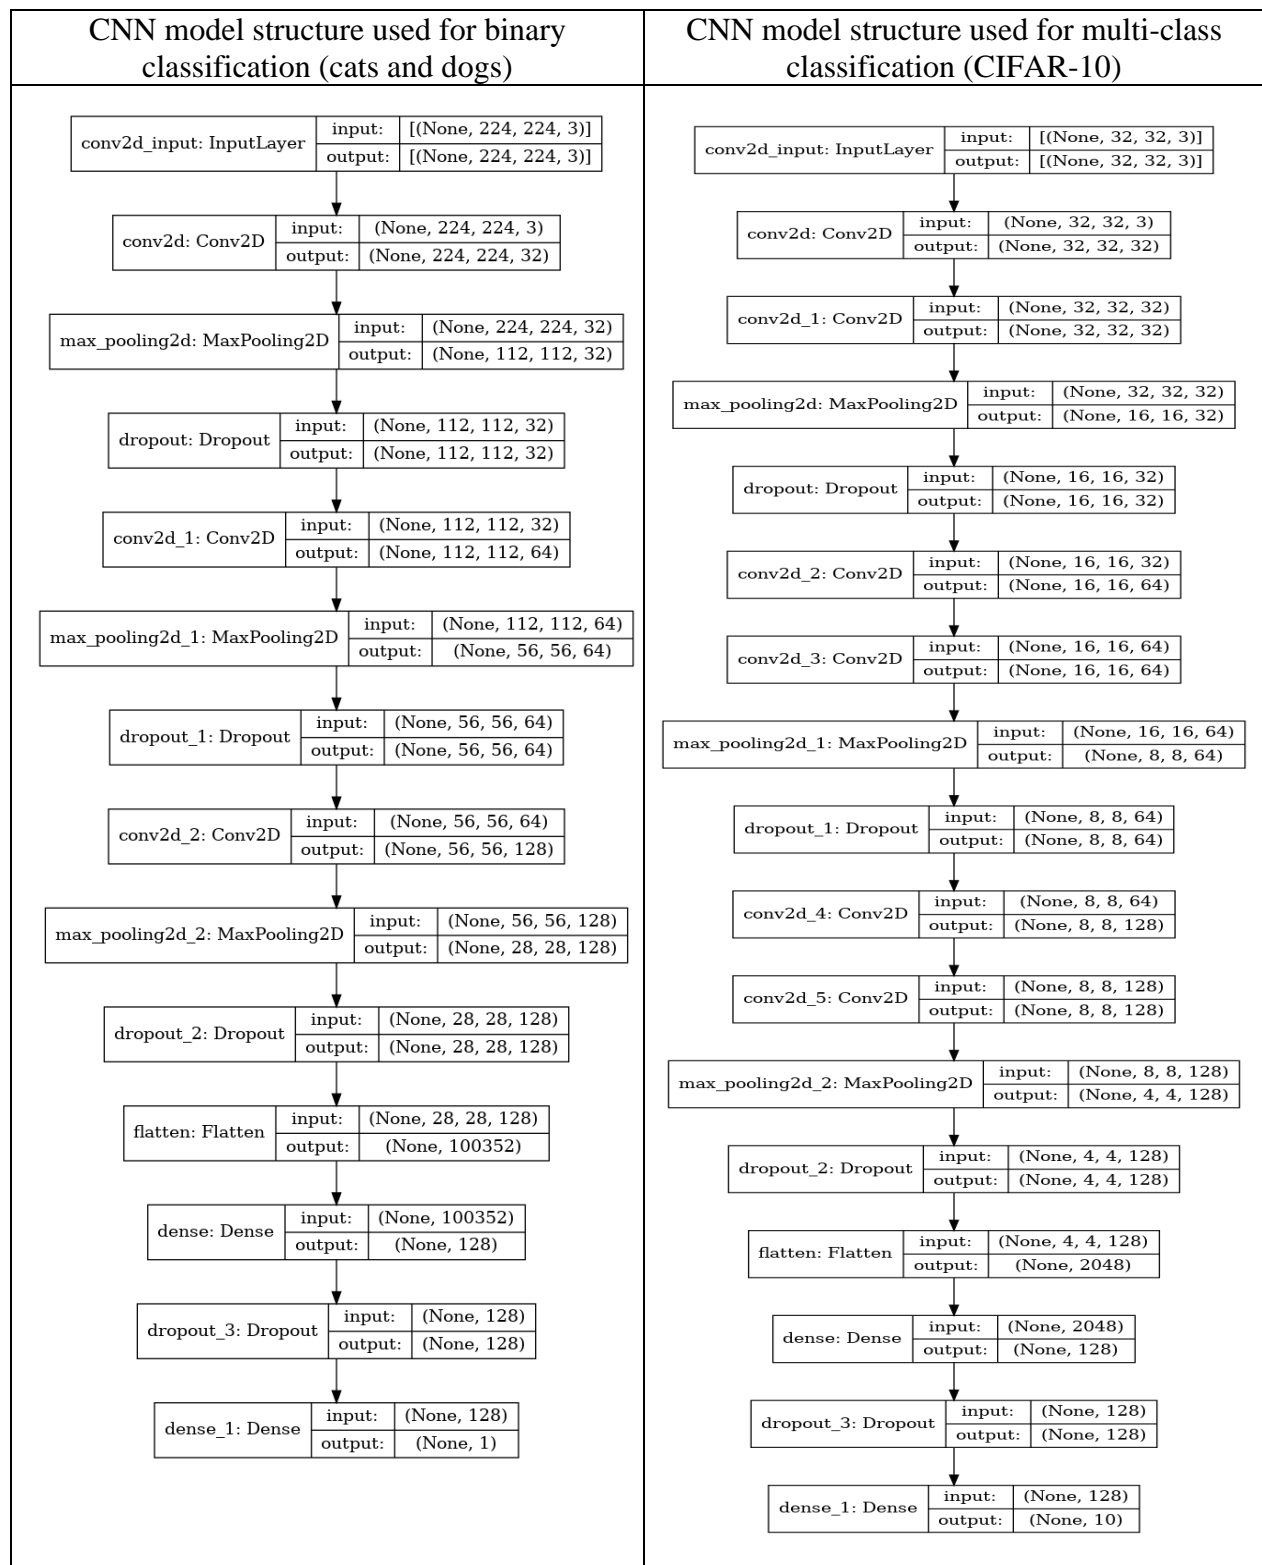 CNN model structure used for binary
classification (cats and dogs)
CNN model structure used for multi-class
classification (CIFAR-10)
conv2d_input: InputLayer
input: [(None, 224, 224, 3)]
output: [(None, 224, 224, 3)]
conv2d: Conv2D
input: (None, 224, 224, 3)
output: (None, 224, 224, 32)
max_pooling2d: MaxPooling2D
input: (None, 224, 224, 32)
output: (None, 112, 112, 32)
dropout: Dropout
input: (None, 112, 112, 32)
output: (None, 112, 112, 32)
conv2d_1: Conv2D
input: (None, 112, 112, 32)
output: (None, 112, 112, 64)
max_pooling2d_1: MaxPooling2D
input: (None, 112, 112, 64)
output: (None, 56, 56, 64)
dropout_1: Dropout
input: (None, 56, 56, 64)
output: (None, 56, 56, 64)
conv2d_2: Conv2D
input: (None, 56, 56, 64)
output: (None, 56, 56, 128)
max_pooling2d_2: MaxPooling2D
input: (None, 56, 56, 128)
output: (None, 28, 28, 128)
dropout_2: Dropout
input: (None, 28, 28, 128)
output: (None, 28, 28, 128)
flatten: Flatten
input: (None, 28, 28, 128)
output: (None, 100352)
dense: Dense
input: (None, 100352)
output: (None, 128)
dropout_3: Dropout
input: (None, 128)
output: (None, 128)
dense_1: Dense
input: (None, 128)
output: (None, 1)
conv2d_input: InputLayer
input: [(None, 32, 32, 3)]
output: [(None, 32, 32, 3)]
conv2d: Conv2D
input: (None, 32, 32, 3)
output: (None, 32, 32, 32)
conv2d_1: Conv2D
input: (None, 32, 32, 32)
output: (None, 32, 32, 32)
max_pooling2d: MaxPooling2D
input: (None, 32, 32, 32)
output: (None, 16, 16, 32)
dropout: Dropout
input: (None, 16, 16, 32)
output: (None, 16, 16, 32)
conv2d_2: Conv2D
input: (None, 16, 16, 32)
output: (None, 16, 16, 64)
conv2d_3: Conv2D
input: (None, 16, 16, 64)
output: (None, 16, 16, 64)
max_pooling2d_1: MaxPooling2D
input: (None, 16, 16, 64)
output: (None, 8, 8, 64)
dropout_1: Dropout
input: (None, 8, 8, 64)
output: (None, 8, 8, 64)
conv2d_4: Conv2D
input: (None, 8, 8, 64)
output: (None, 8, 8, 128)
conv2d_5: Conv2D
input: (None, 8, 8, 128)
output: (None, 8, 8, 128)
max_pooling2d_2: MaxPooling2D
input: (None, 8, 8, 128)
output: (None, 4, 4, 128)
dropout_2: Dropout
input: (None, 4, 4, 128)
output: (None, 4, 4, 128)
flatten: Flatten
input: (None, 4, 4, 128)
output: (None, 2048)
dense: Dense
input: (None, 2048)
output: (None, 128)
dropout_3: Dropout
input: (None, 128)
output: (None, 128)
dense_1: Dense
input: (None, 128)
output: (None, 10)